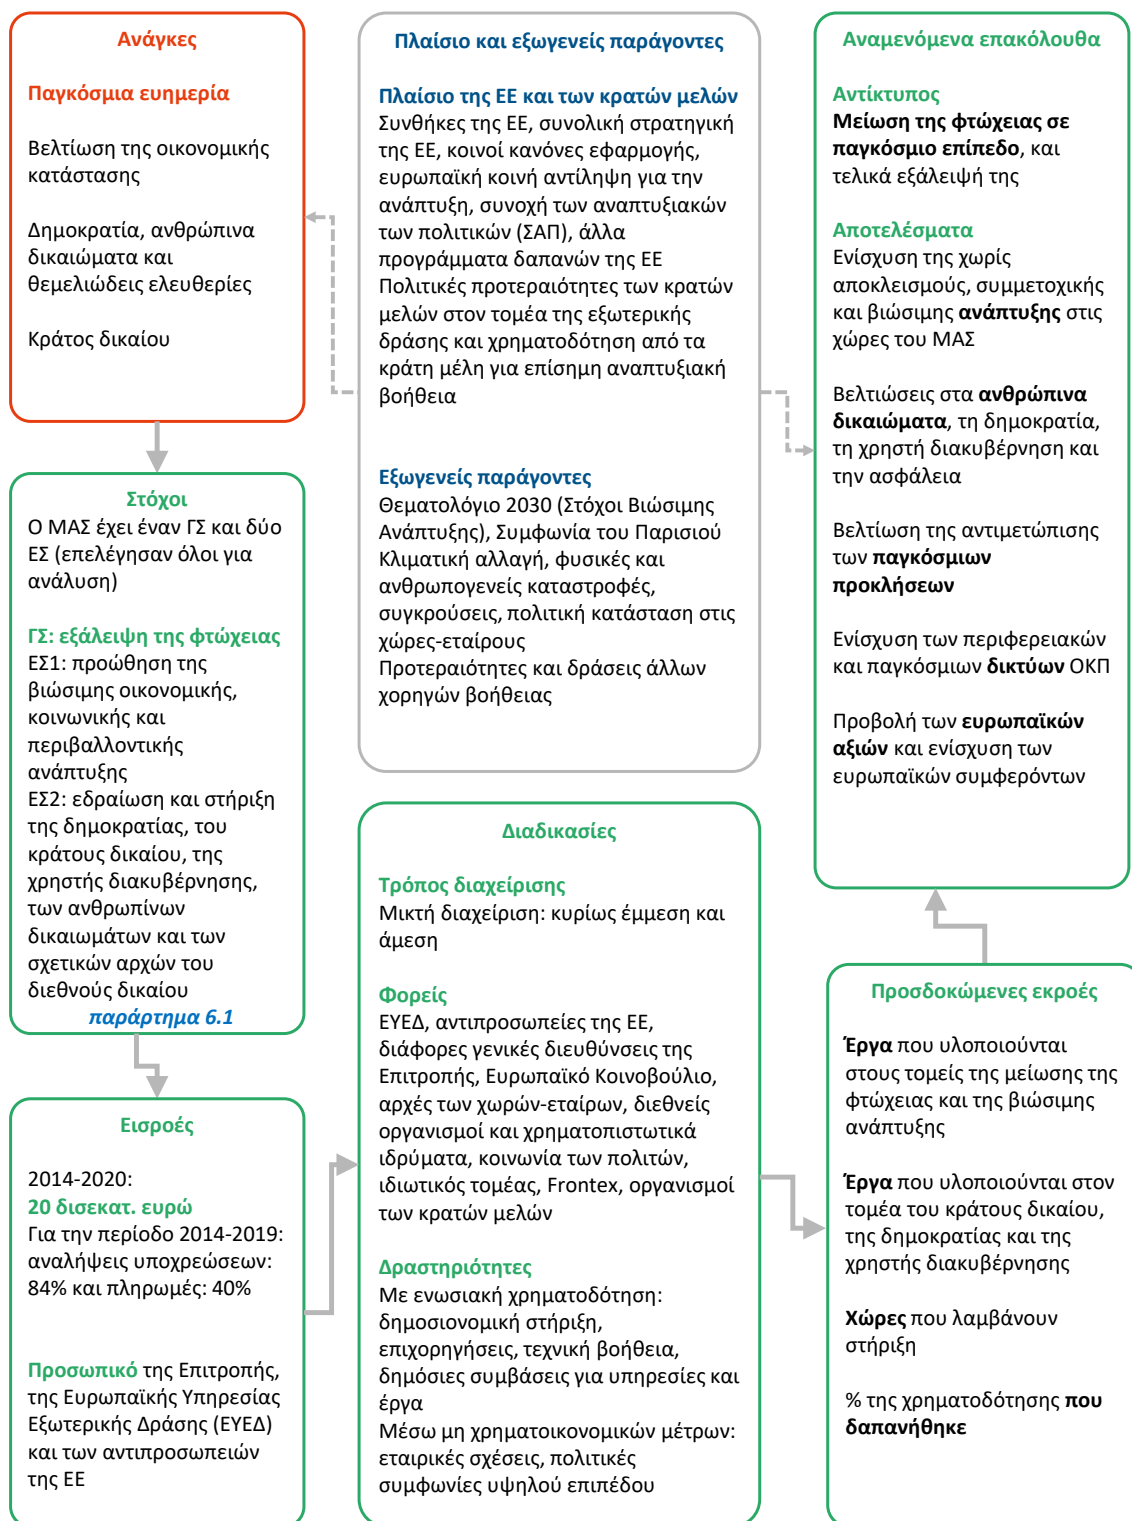 Ανάγκες
Παγκόσμια ευημερία
Βελτίωση της οικονομικής
κατάστασης
Δημοκρατία, ανθρώπινα
δικαιώματα και
θεμελιώδεις ελευθερίες
Κράτος δικαίου
Στόχοι
Ο ΜΑΣ έχει έναν ΓΣ και δύο
ΕΣ (επελέγησαν όλοι για
ανάλυση)
ΓΣ: εξάλειψη της φτώχειας
ΕΣ1: προώθηση της
βιώσιμης οικονομικής,
κοινωνικής και
περιβαλλοντικής
ανάπτυξης
ΕΣ2: εδραίωση και στήριξη
της δημοκρατίας, του
κράτους δικαίου, της
χρηστής διακυβέρνησης,
των ανθρωπίνων
δικαιωμάτων και των
σχετικών αρχών του
διεθνούς δικαίου
παράρτημα 6.1
Εισροές
2014-2020:
20 δισεκατ. ευρώ
Για την περίοδο 2014-2019:
αναλήψεις υποχρεώσεων:
84% και πληρωμές: 40%
Προσωπικό της Επιτροπής,
της Ευρωπαϊκής Υπηρεσίας
Εξωτερικής Δράσης (ΕΥΕΔ)
και των αντιπροσωπειών
της ΕΕ
Πλαίσιο και εξωγενείς παράγοντες
Πλαίσιο της ΕΕ και των κρατών μελών
Συνθήκες της ΕΕ, συνολική στρατηγική
της ΕΕ, κοινοί κανόνες εφαρμογής,
ευρωπαϊκή κοινή αντίληψη για την
ανάπτυξη, συνοχή των αναπτυξιακών
των πολιτικών (ΣΑΠ), άλλα
προγράμματα δαπανών της ΕΕ
Πολιτικές προτεραιότητες των κρατών
μελών στον τομέα της εξωτερικής
δράσης και χρηματοδότηση από τα
κράτη μέλη για επίσημη αναπτυξιακή
βοήθεια
Εξωγενείς παράγοντες
Θεματολόγιο 2030 (Στόχοι Βιώσιμης
Ανάπτυξης), Συμφωνία του Παρισιού
Κλιματική αλλαγή, φυσικές και
ανθρωπογενείς καταστροφές,
συγκρούσεις, πολιτική κατάσταση στις
χώρες-εταίρους
Προτεραιότητες και δράσεις άλλων
χορηγών βοήθειας
Διαδικασίες
Τρόπος διαχείρισης
Μικτή διαχείριση: κυρίως έμμεση και
άμεση
Φορείς
ΕΥΕΔ, αντιπροσωπείες της ΕΕ,
διάφορες γενικές διευθύνσεις της
Επιτροπής, Ευρωπαϊκό Κοινοβούλιο,
αρχές των χωρών-εταίρων, διεθνείς
οργανισμοί και χρηματοπιστωτικά
ιδρύματα, κοινωνία των πολιτών,
ιδιωτικός τομέας, Frontex, οργανισμοί
των κρατών μελών
Δραστηριότητες
Με ενωσιακή χρηματοδότηση:
δημοσιονομική στήριξη,
επιχορηγήσεις, τεχνική βοήθεια,
δημόσιες συμβάσεις για υπηρεσίες και
έργα
Μέσω μη χρηματοικονομικών μέτρων:
εταιρικές σχέσεις, πολιτικές
συμφωνίες υψηλού επιπέδου
Αναμενόμενα επακόλουθα
Αντίκτυπος
Μείωση της φτώχειας σε
παγκόσμιο επίπεδο, και
τελικά εξάλειψή της
Αποτελέσματα
Ενίσχυση της χωρίς
αποκλεισμούς, συμμετοχικής
και βιώσιμης ανάπτυξης στις
χώρες του ΜΑΣ
Βελτιώσεις στα ανθρώπινα
δικαιώματα, τη δημοκρατία,
τη χρηστή διακυβέρνηση και
την ασφάλεια
Βελτίωση της αντιμετώπισης
των παγκόσμιων
προκλήσεων
Ενίσχυση των περιφερειακών
και παγκόσμιων δικτύων ΟΚΠ
Προβολή των ευρωπαϊκών
αξιών και ενίσχυση των
ευρωπαϊκών συμφερόντων
Προσδοκώμενες εκροές
Έργα που υλοποιούνται
στους τομείς της μείωσης της
φτώχειας και της βιώσιμης
ανάπτυξης
Έργα που υλοποιούνται στον
τομέα του κράτους δικαίου,
της δημοκρατίας και της
χρηστής διακυβέρνησης
Χώρες που λαμβάνουν
στήριξη
% της χρηματοδότησης που
δαπανήθηκε